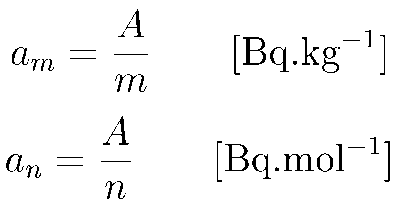 a_m = A/m [Bq.kg⁻¹]
a_n = A/n [Bq.mol⁻¹]